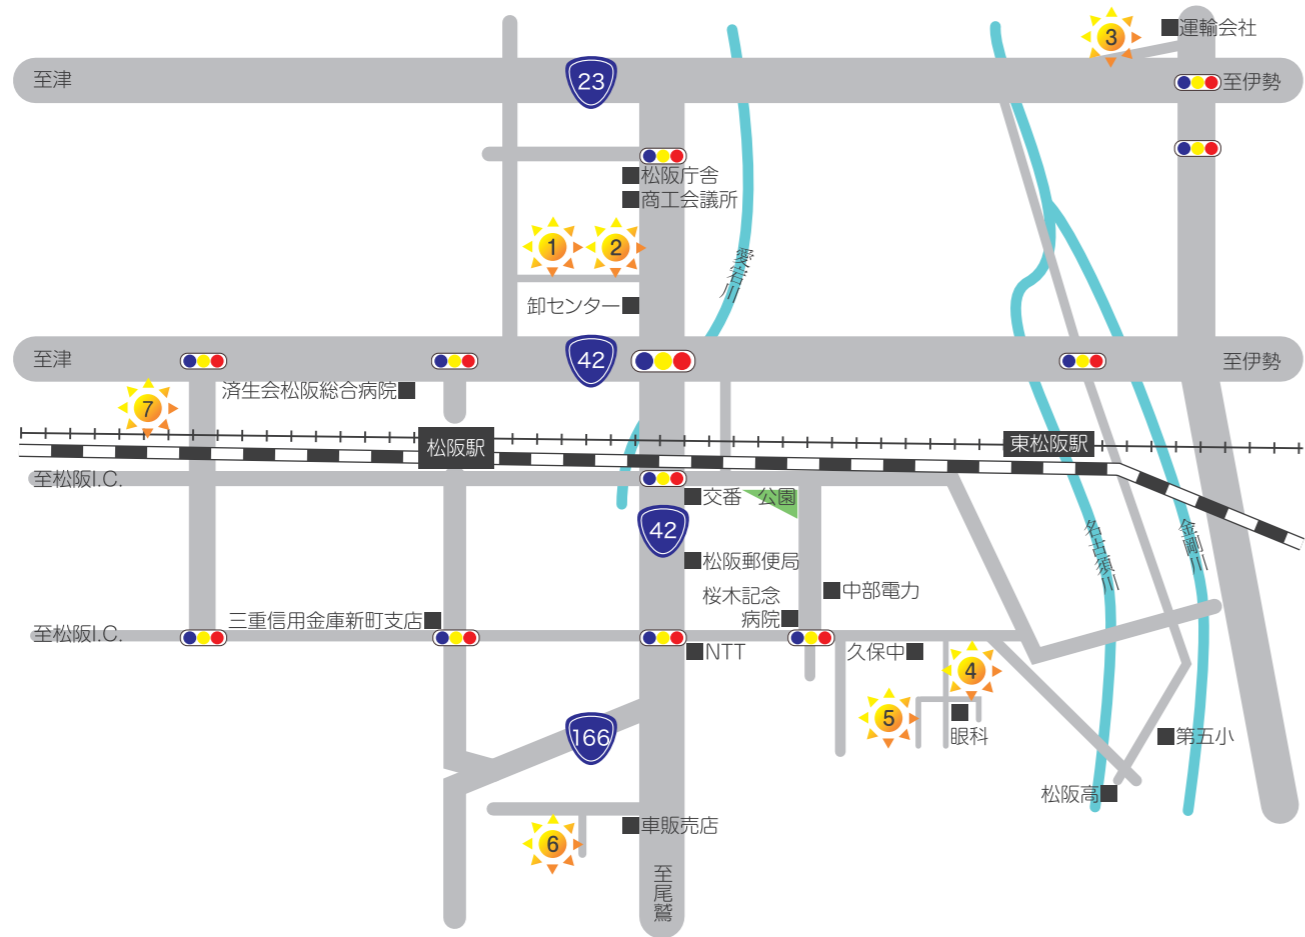 3
運輸会社
至津
23
至伊勢
松阪庁舎
商工会議所
1
2
愛宕川
卸センター
至津
42
至伊勢
済生会松阪総合病院
7
松阪駅
東松阪駅
至松阪I.C.
交番
公園
42
名古須川
金剛川
松阪郵便局
桜木記念
病院
中部電力
三重信用金庫新町支店
至松阪I.C.
NTT
久保中
4
5
眼科
166
第五小
松阪高
車販売店
6
至尾鷲